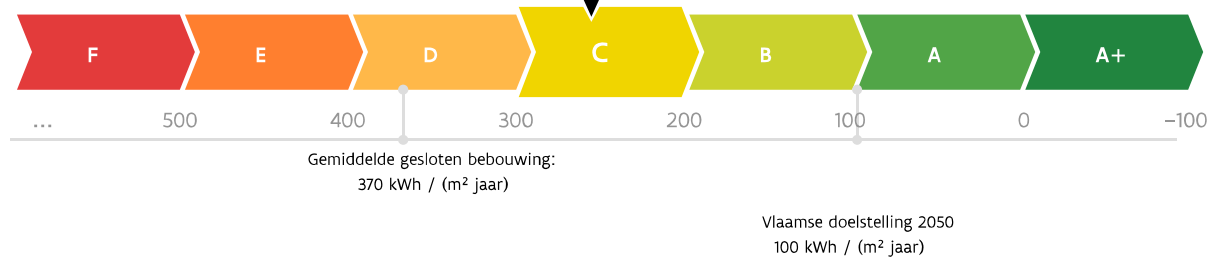 F E D C B A A+
... 500 400 300 200 100 0 –100
Gemiddelde gesloten bebouwing:
370 kWh / (m² jaar)
Vlaamse doelstelling 2050
100 kWh / (m² jaar)